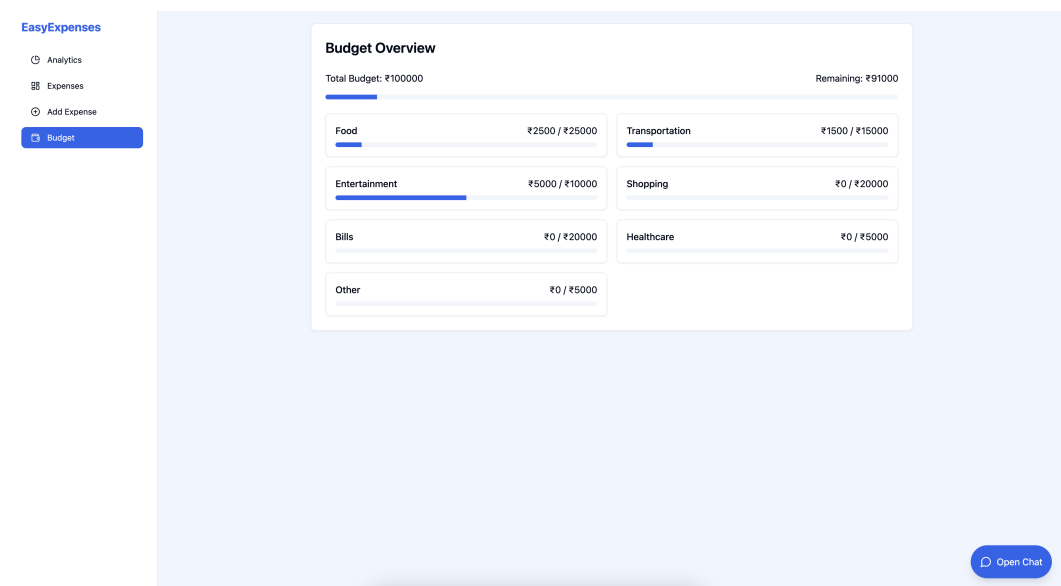 EasyExpenses
Analytics
Expenses
Add Expense
Budget
Budget Overview
Total Budget: ₹100000 Remaining: ₹91000
Food ₹2500 / ₹25000
Transportation ₹1500 / ₹15000
Entertainment ₹5000 / ₹10000
Shopping ₹0 / ₹20000
Bills ₹0 / ₹20000
Healthcare ₹0 / ₹5000
Other ₹0 / ₹5000
Open Chat